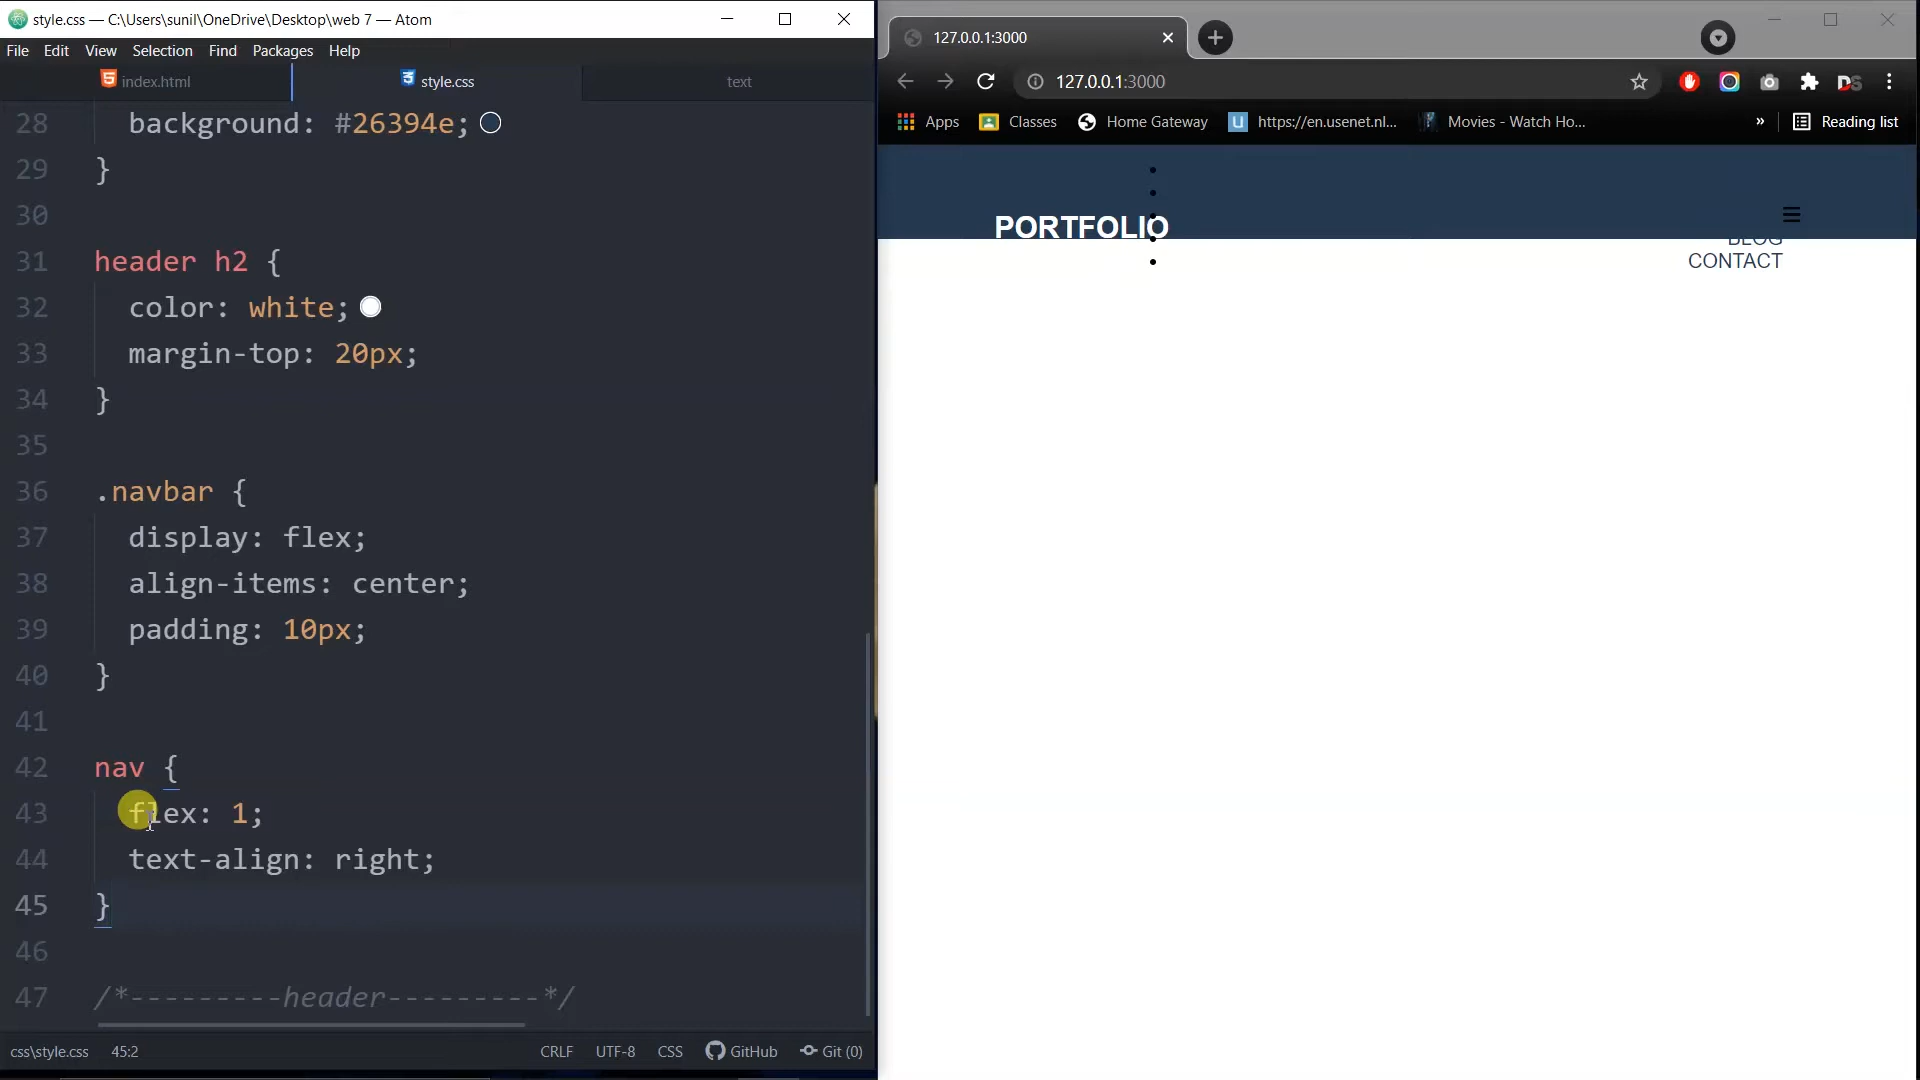 style.css — C:\Users\sunil\OneDrive\Desktop\web 7 — Atom
File Edit View Selection Find Packages Help
index.html style.css text
28 background: #26394e;
29 }
30
31 header h2 {
32 color: white;
33 margin-top: 20px;
34 }
35
36 .navbar {
37 display: flex;
38 align-items: center;
39 padding: 10px;
40 }
41
42 nav {
43 flex: 1;
44 text-align: right;
45 }
46
47 /*---------header---------*/
css\style.css 45:2 CRLF UTF-8 CSS GitHub Git (0)
127.0.0.1:3000
127.0.0.1:3000
Apps Classes Home Gateway U https://en.usenet.nl... Movies - Watch Ho... » Reading list
PORTFOLIO
BLOG
CONTACT